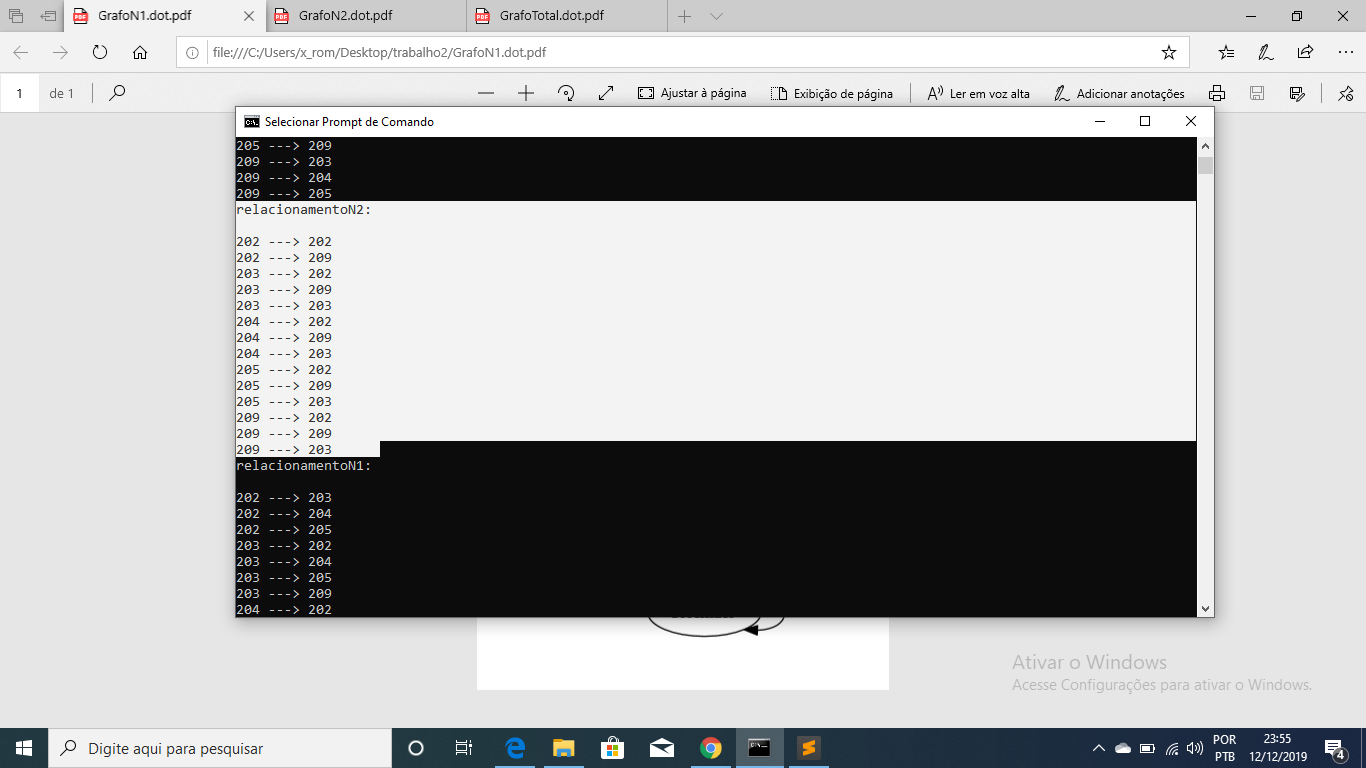 GrafoN1.dot.pdf
GrafoN2.dot.pdf
GrafoTotal.dot.pdf
file:///C:/Users/x_rom/Desktop/trabalho2/GrafoN1.dot.pdf
1 de 1
Ajustar à página
Exibição de página
Ler em voz alta
Adicionar anotações
Selecionar Prompt de Comando
205 ---> 209
209 ---> 203
209 ---> 204
209 ---> 205
relacionamentoN2:
202 ---> 202
202 ---> 209
203 ---> 202
203 ---> 209
203 ---> 203
204 ---> 202
204 ---> 209
204 ---> 203
205 ---> 202
205 ---> 209
205 ---> 203
209 ---> 202
209 ---> 209
209 ---> 203
relacionamentoN1:
202 ---> 203
202 ---> 204
202 ---> 205
203 ---> 202
203 ---> 204
203 ---> 205
203 ---> 209
204 ---> 202
Ativar o Windows
Acesse Configurações para ativar o Windows.
Digite aqui para pesquisar
POR
PTB
23:55
12/12/2019
4